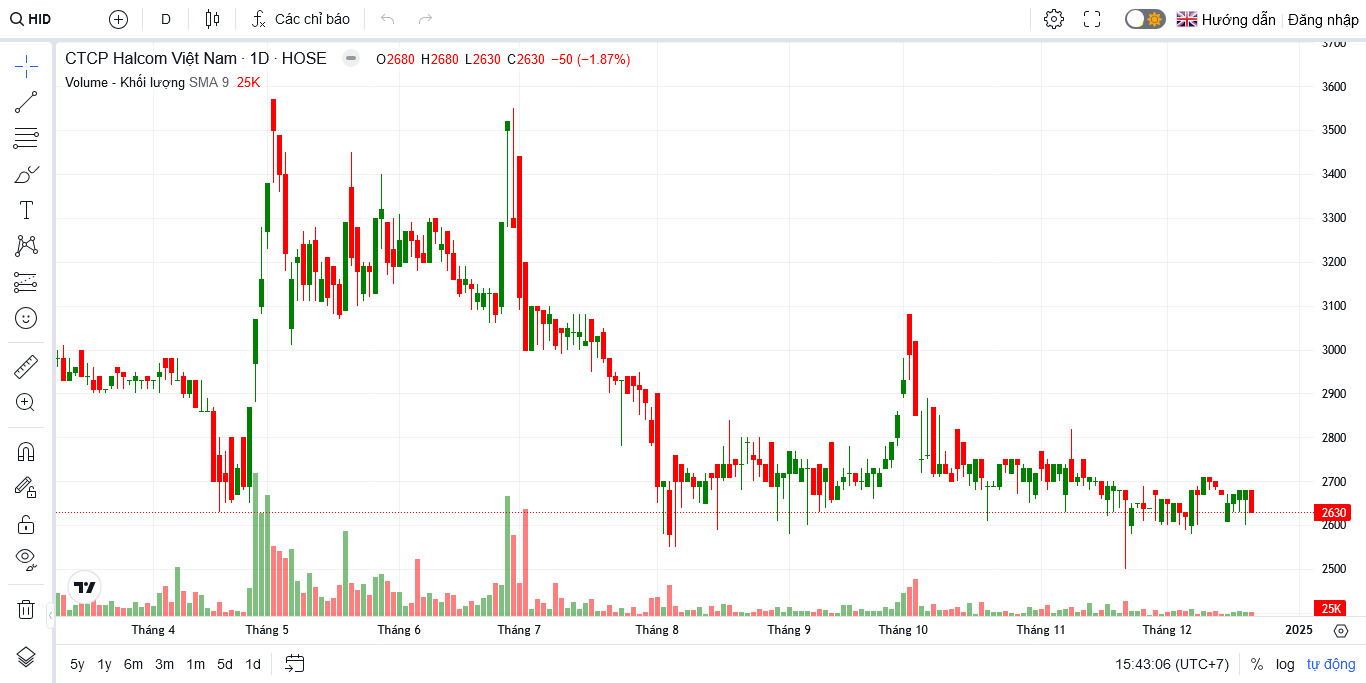 HID D Các chỉ báo Hướng dẫn Đăng nhập
CTCP Halcom Việt Nam · 1D · HOSE O2680 H2680 L2630 C2630 −50 (−1.87%)
Volume - Khối lượng SMA 9 25K
3700
3600
3500
3400
3300
3200
3100
3000
2900
2800
2700
2630
2600
2500
25K
Tháng 4 Tháng 5 Tháng 6 Tháng 7 Tháng 8 Tháng 9 Tháng 10 Tháng 11 Tháng 12 2025
5y 1y 6m 3m 1m 5d 1d 15:43:06 (UTC+7) % log tự động